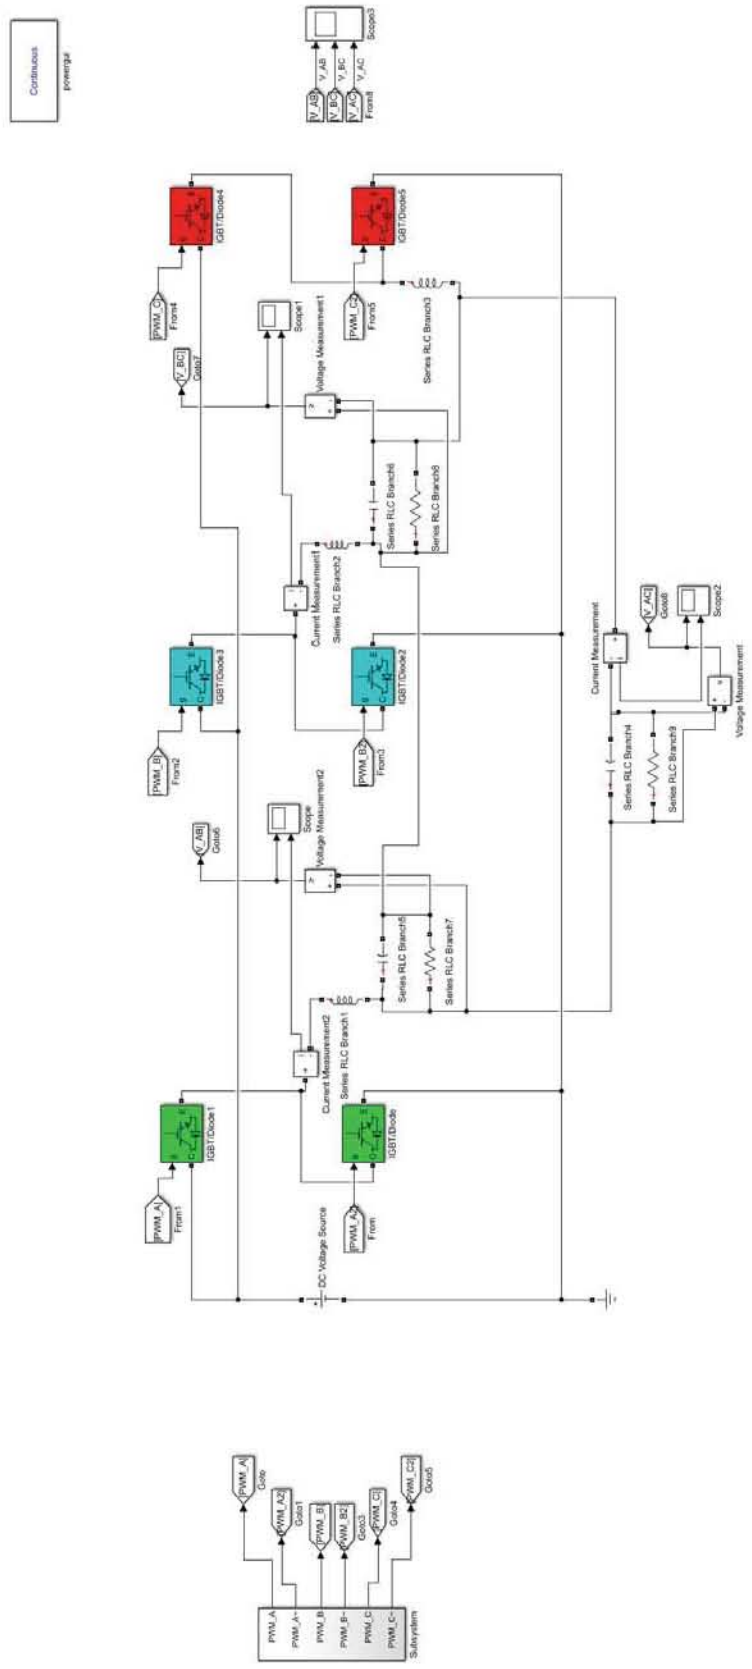 Continuous
powergui
Scope3
V_AB
V_BC
V_AC
[V_AB]
[V_BC]
[V_AC]
From8
IGBT/Diode4
IGBT/Diode5
[PWM_C]
From4
[PWM_C2]
From5
Series RLC Branch3
Scope1
[V_BC]
Goto7
Voltage Measurement1
Series RLC Branch6
Series RLC Branch8
Current Measurement1
Series RLC Branch2
IGBT/Diode3
IGBT/Diode2
[PWM_B]
From2
[PWM_B2]
From3
Current Measurement
[V_AC]
Goto8
Scope2
Voltage Measurement
Series RLC Branch4
Series RLC Branch9
[V_AB]
Goto6
Scope
Voltage Measurement2
Series RLC Branch5
Series RLC Branch7
Current Measurement2
Series RLC Branch1
IGBT/Diode1
IGBT/Diode
[PWM_A]
From1
[PWM_A2]
From
DC Voltage Source
[PWM_A]
Goto
[PWM_A2]
Goto1
[PWM_B]
[PWM_B2]
Goto3
[PWM_C]
Goto4
[PWM_C2]
Goto5
PWM_A
PWM_A-
PWM_B
PWM_B-
PWM_C
PWM_C-
Subsystem